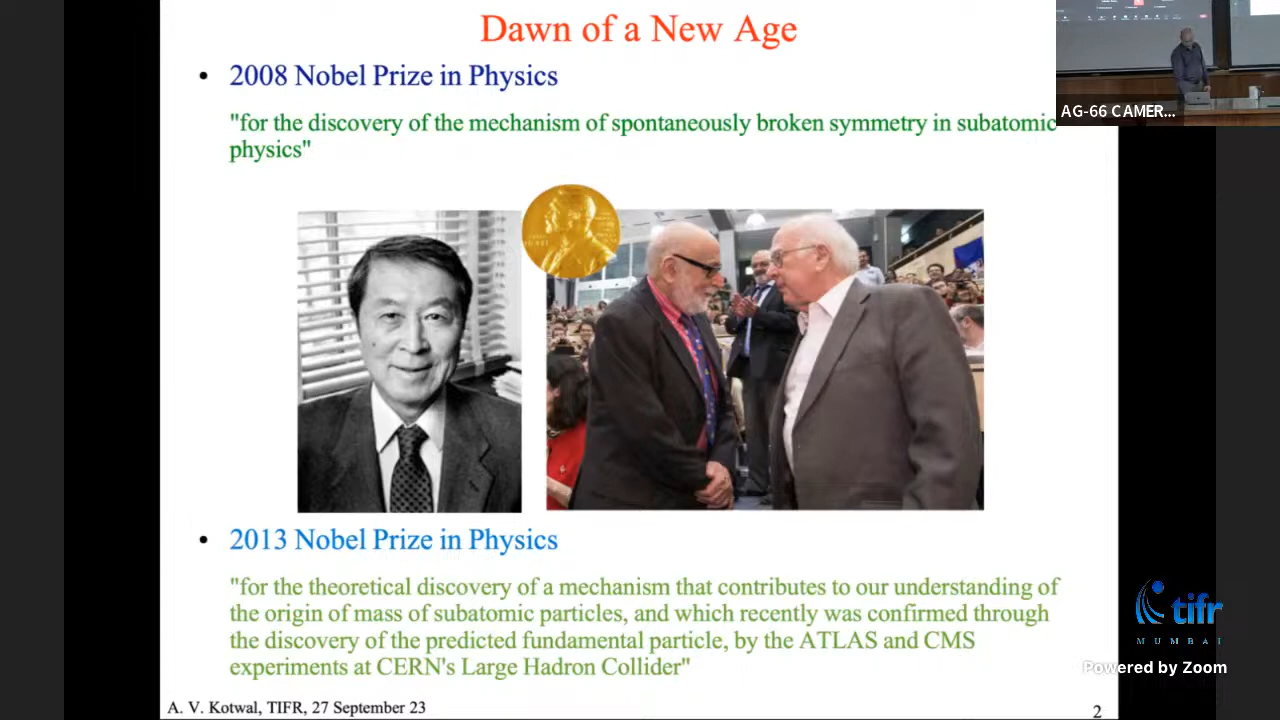 Dawn of a New Age
• 2008 Nobel Prize in Physics
"for the discovery of the mechanism of spontaneously broken symmetry in subatomic
physics"
AG-66 CAMER...
• 2013 Nobel Prize in Physics
"for the theoretical discovery of a mechanism that contributes to our understanding of
the origin of mass of subatomic particles, and which recently was confirmed through
the discovery of the predicted fundamental particle, by the ATLAS and CMS
experiments at CERN's Large Hadron Collider"
tifr
MUMBAI
Powered by Zoom
A. V. Kotwal, TIFR, 27 September 23
2